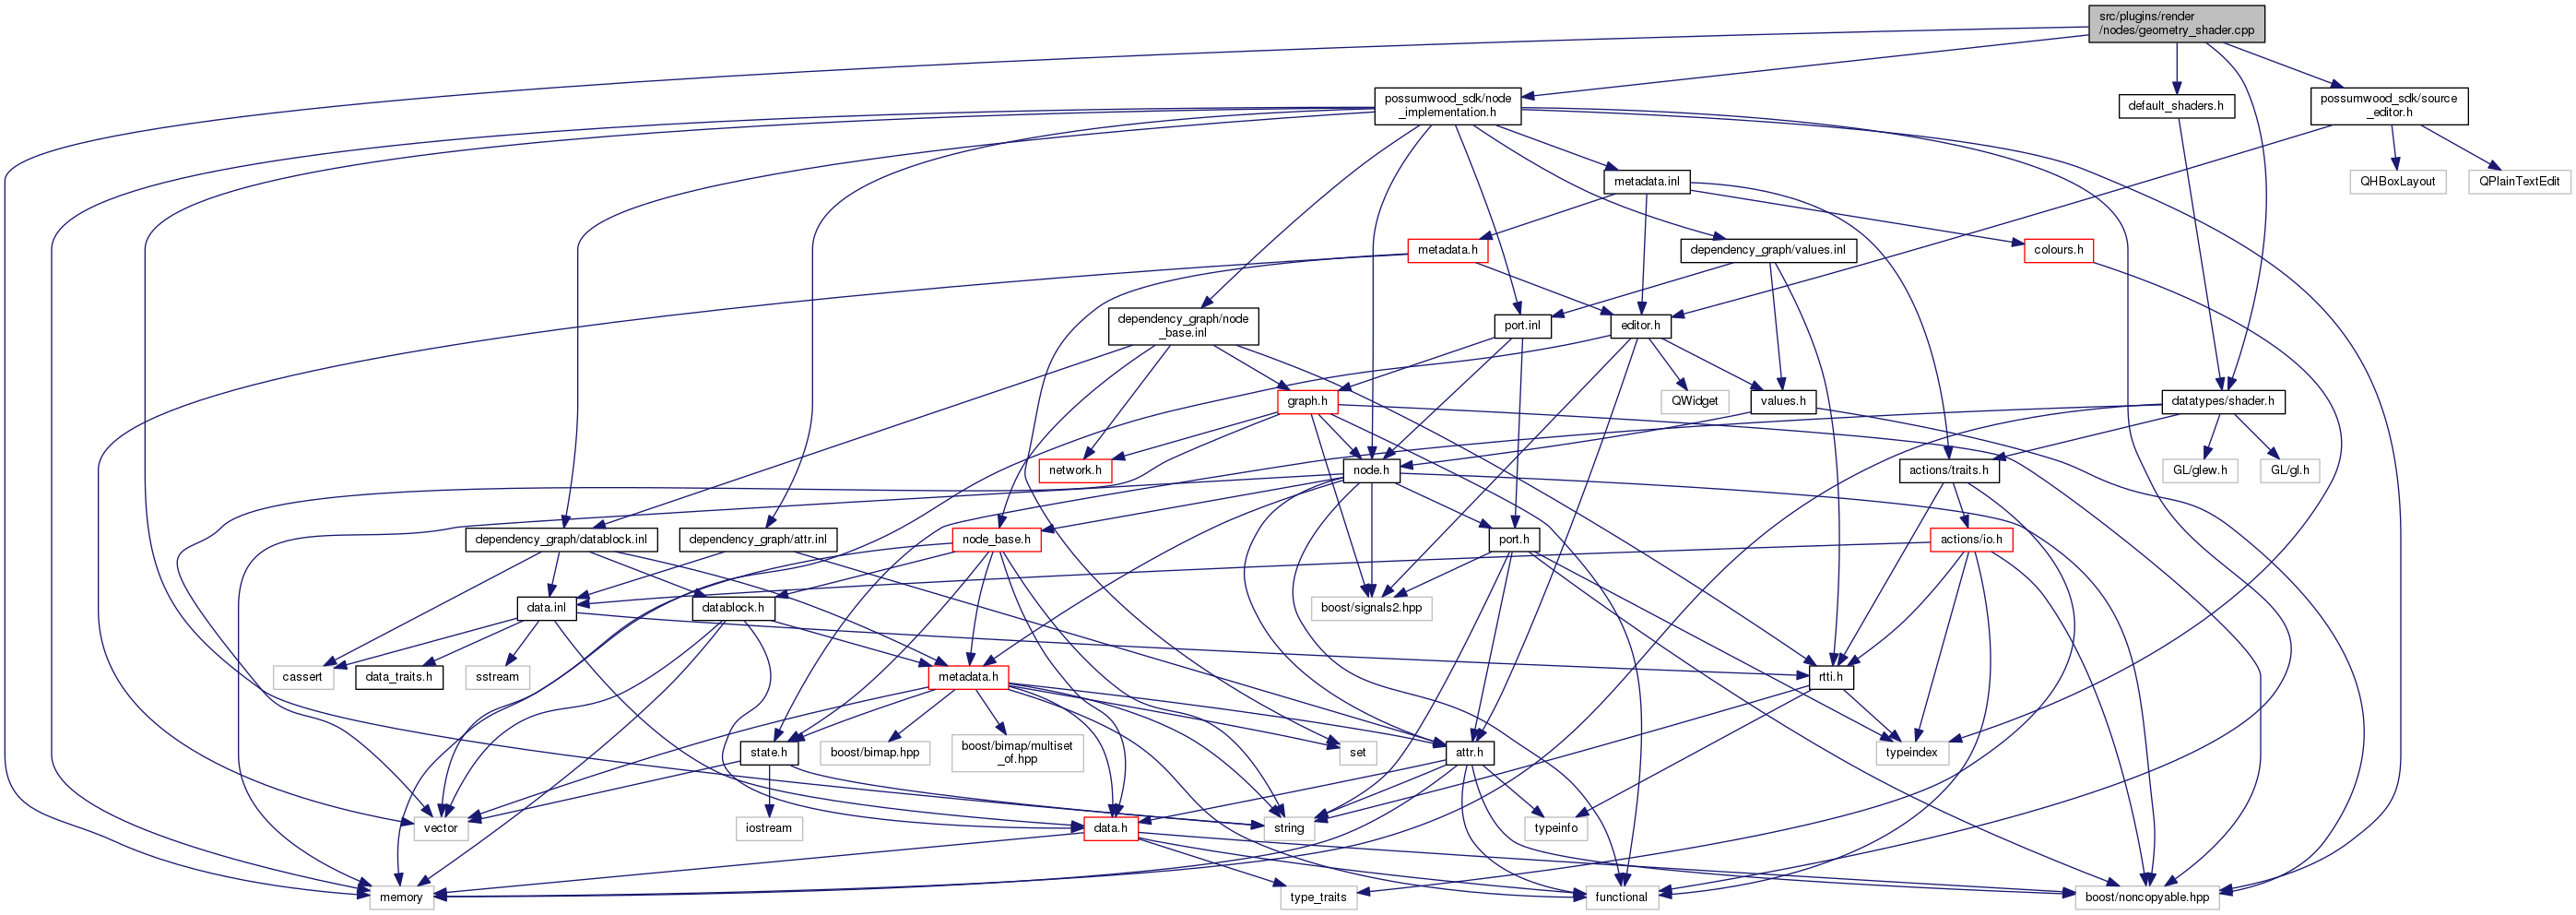 src/plugins/render
/nodes/geometry_shader.cpp
possumwood_sdk/node
_implementation.h
default_shaders.h
possumwood_sdk/source
_editor.h
metadata.inl
QHBoxLayout
QPlainTextEdit
metadata.h
dependency_graph/values.inl
colours.h
dependency_graph/node
_base.inl
port.inl
editor.h
graph.h
QWidget
values.h
datatypes/shader.h
network.h
node.h
actions/traits.h
GL/glew.h
GL/gl.h
dependency_graph/datablock.inl
dependency_graph/attr.inl
node_base.h
port.h
actions/io.h
data.inl
datablock.h
boost/signals2.hpp
cassert
data_traits.h
sstream
metadata.h
rtti.h
state.h
boost/bimap.hpp
boost/bimap/multiset
_of.hpp
set
attr.h
typeindex
vector
iostream
data.h
string
typeinfo
memory
type_traits
functional
boost/noncopyable.hpp